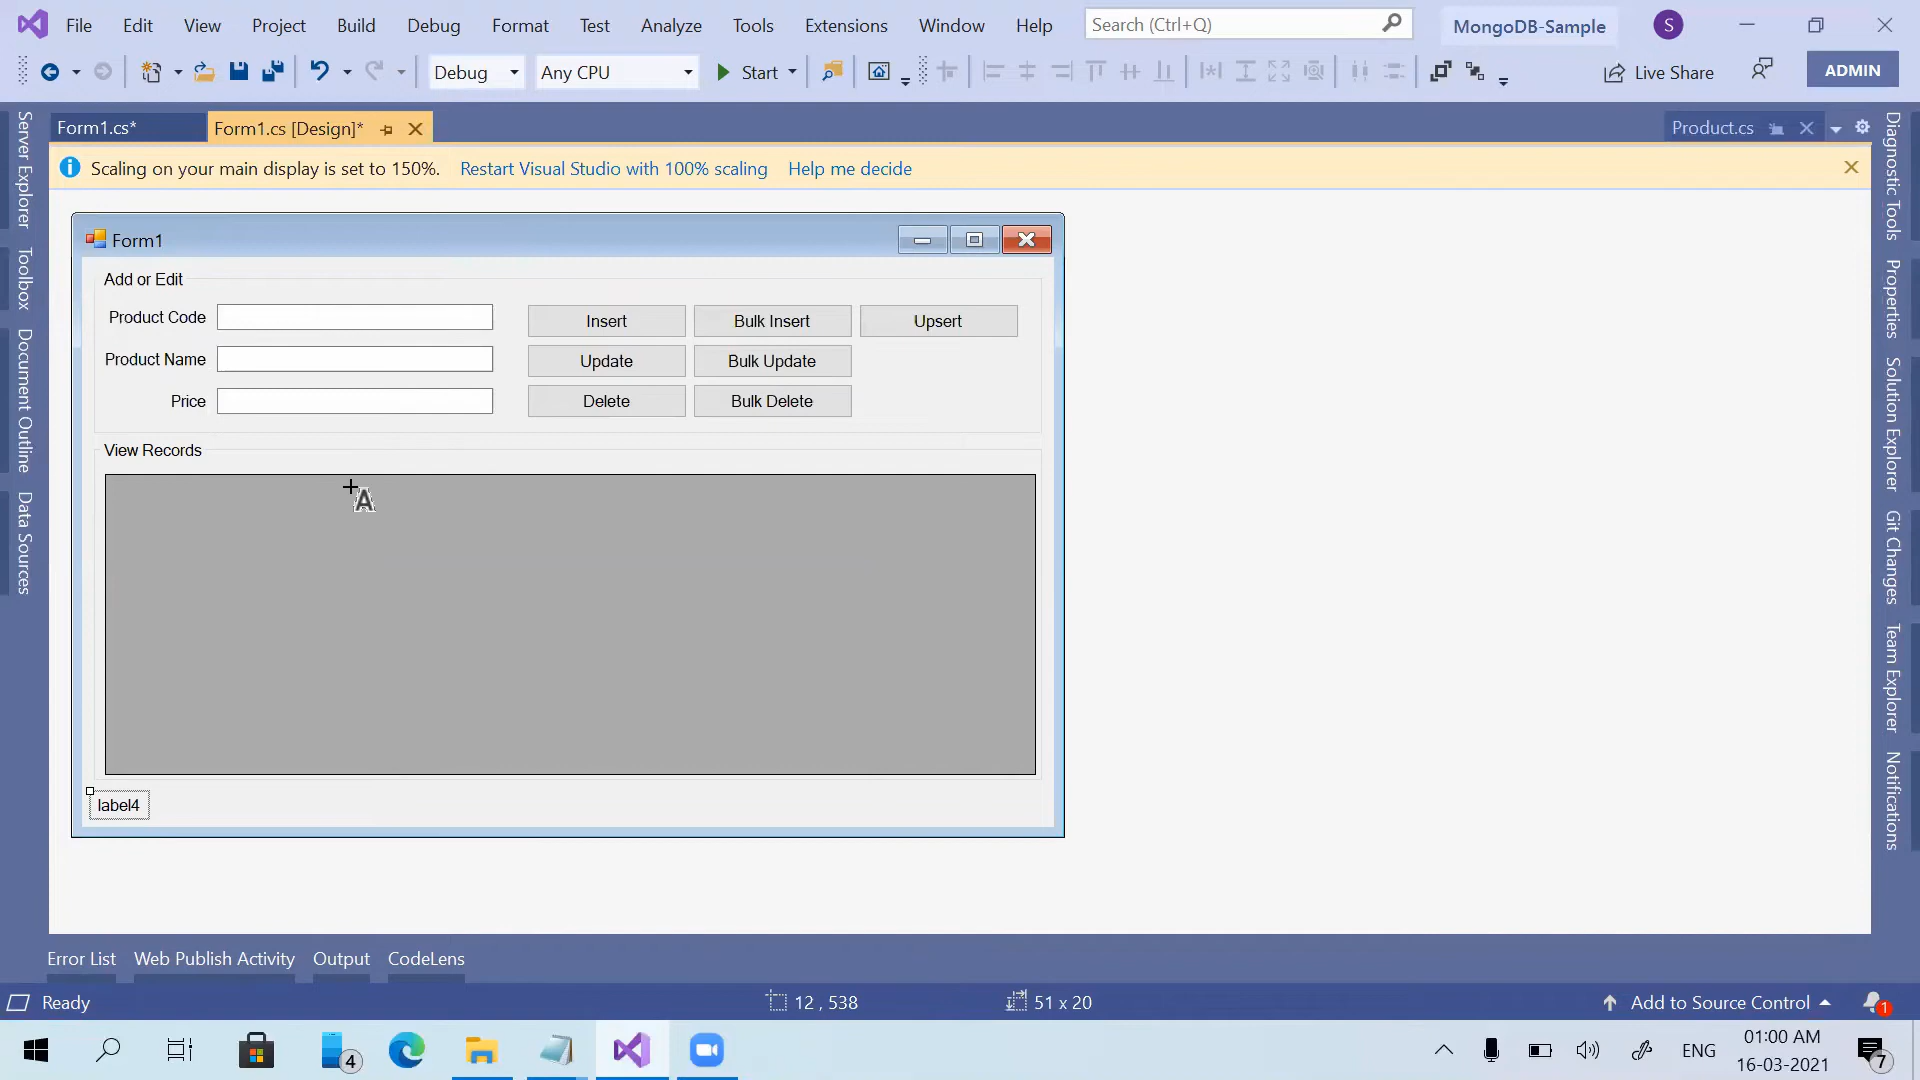 File Edit View Project Build Debug Format Test Analyze Tools Extensions Window Help Search (Ctrl+Q) MongoDB-Sample S
Debug Any CPU Start Live Share ADMIN
Form1.cs* Form1.cs [Design]* Product.cs
Scaling on your main display is set to 150%. Restart Visual Studio with 100% scaling Help me decide
Server Explorer
Toolbox
Document Outline
Data Sources
Form1
Add or Edit
Product Code Insert Bulk Insert Upsert
Product Name Update Bulk Update
Price Delete Bulk Delete
View Records
A
label4
Diagnostic Tools
Properties
Solution Explorer
Git Changes
Team Explorer
Notifications
Error List Web Publish Activity Output CodeLens
Ready 12 , 538 51 x 20 Add to Source Control 1
4 ENG 01:00 AM
16-03-2021 7